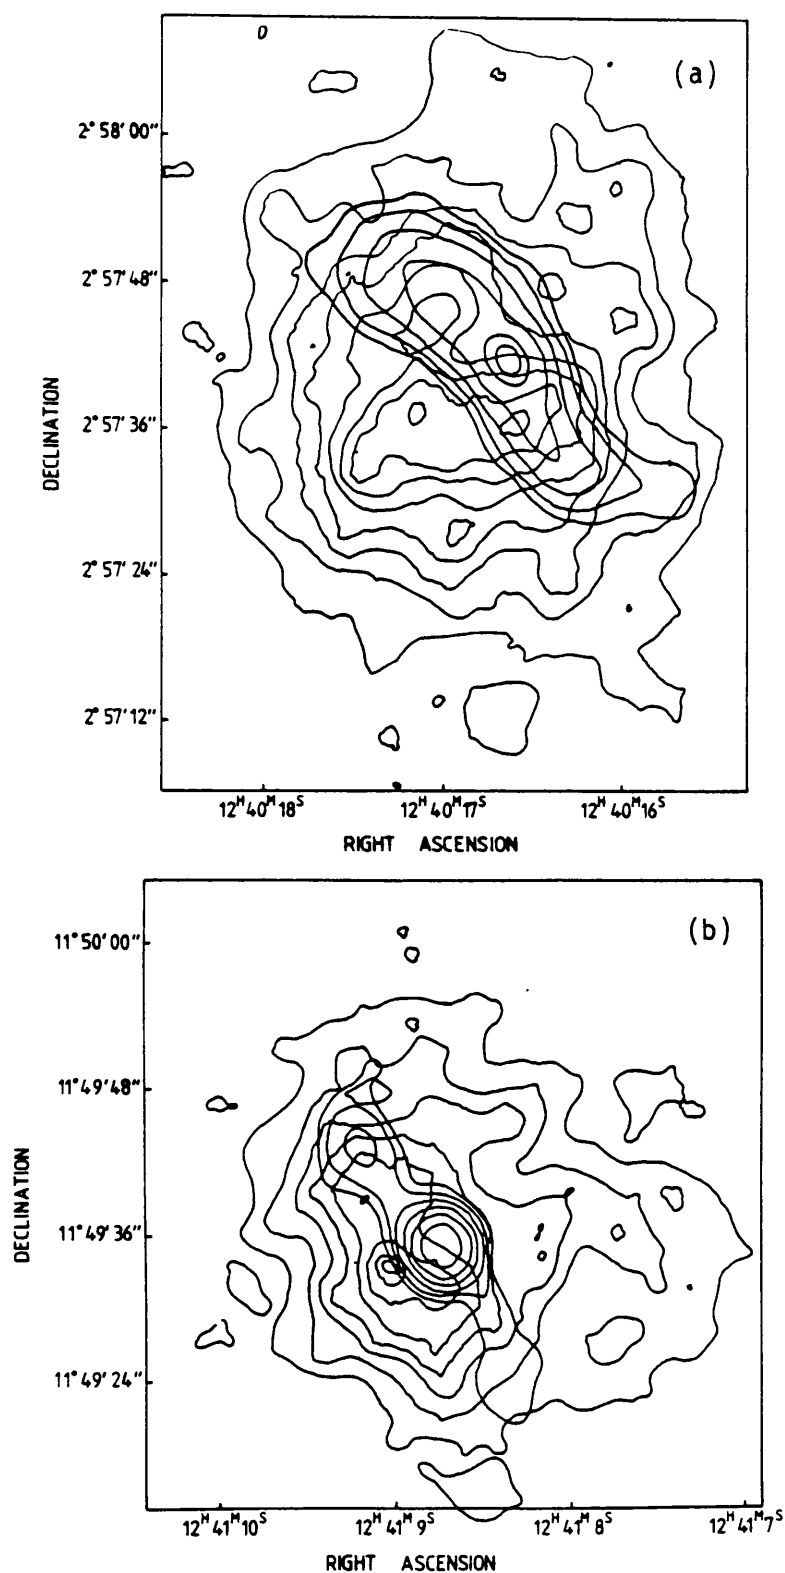 (a)
2° 58' 00"
2° 57' 48"
2° 57' 36"
2° 57' 24"
2° 57' 12"
DECLINATION
12ᴴ 40ᴹ 18ˢ 12ᴴ 40ᴹ 17ˢ 12ᴴ 40ᴹ 16ˢ
RIGHT ASCENSION
(b)
11° 50' 00"
11° 49' 48"
11° 49' 36"
11° 49' 24"
DECLINATION
12ᴴ 41ᴹ 10ˢ 12ᴴ 41ᴹ 9ˢ 12ᴴ 41ᴹ 8ˢ 12ᴴ 41ᴹ 7ˢ
RIGHT ASCENSION